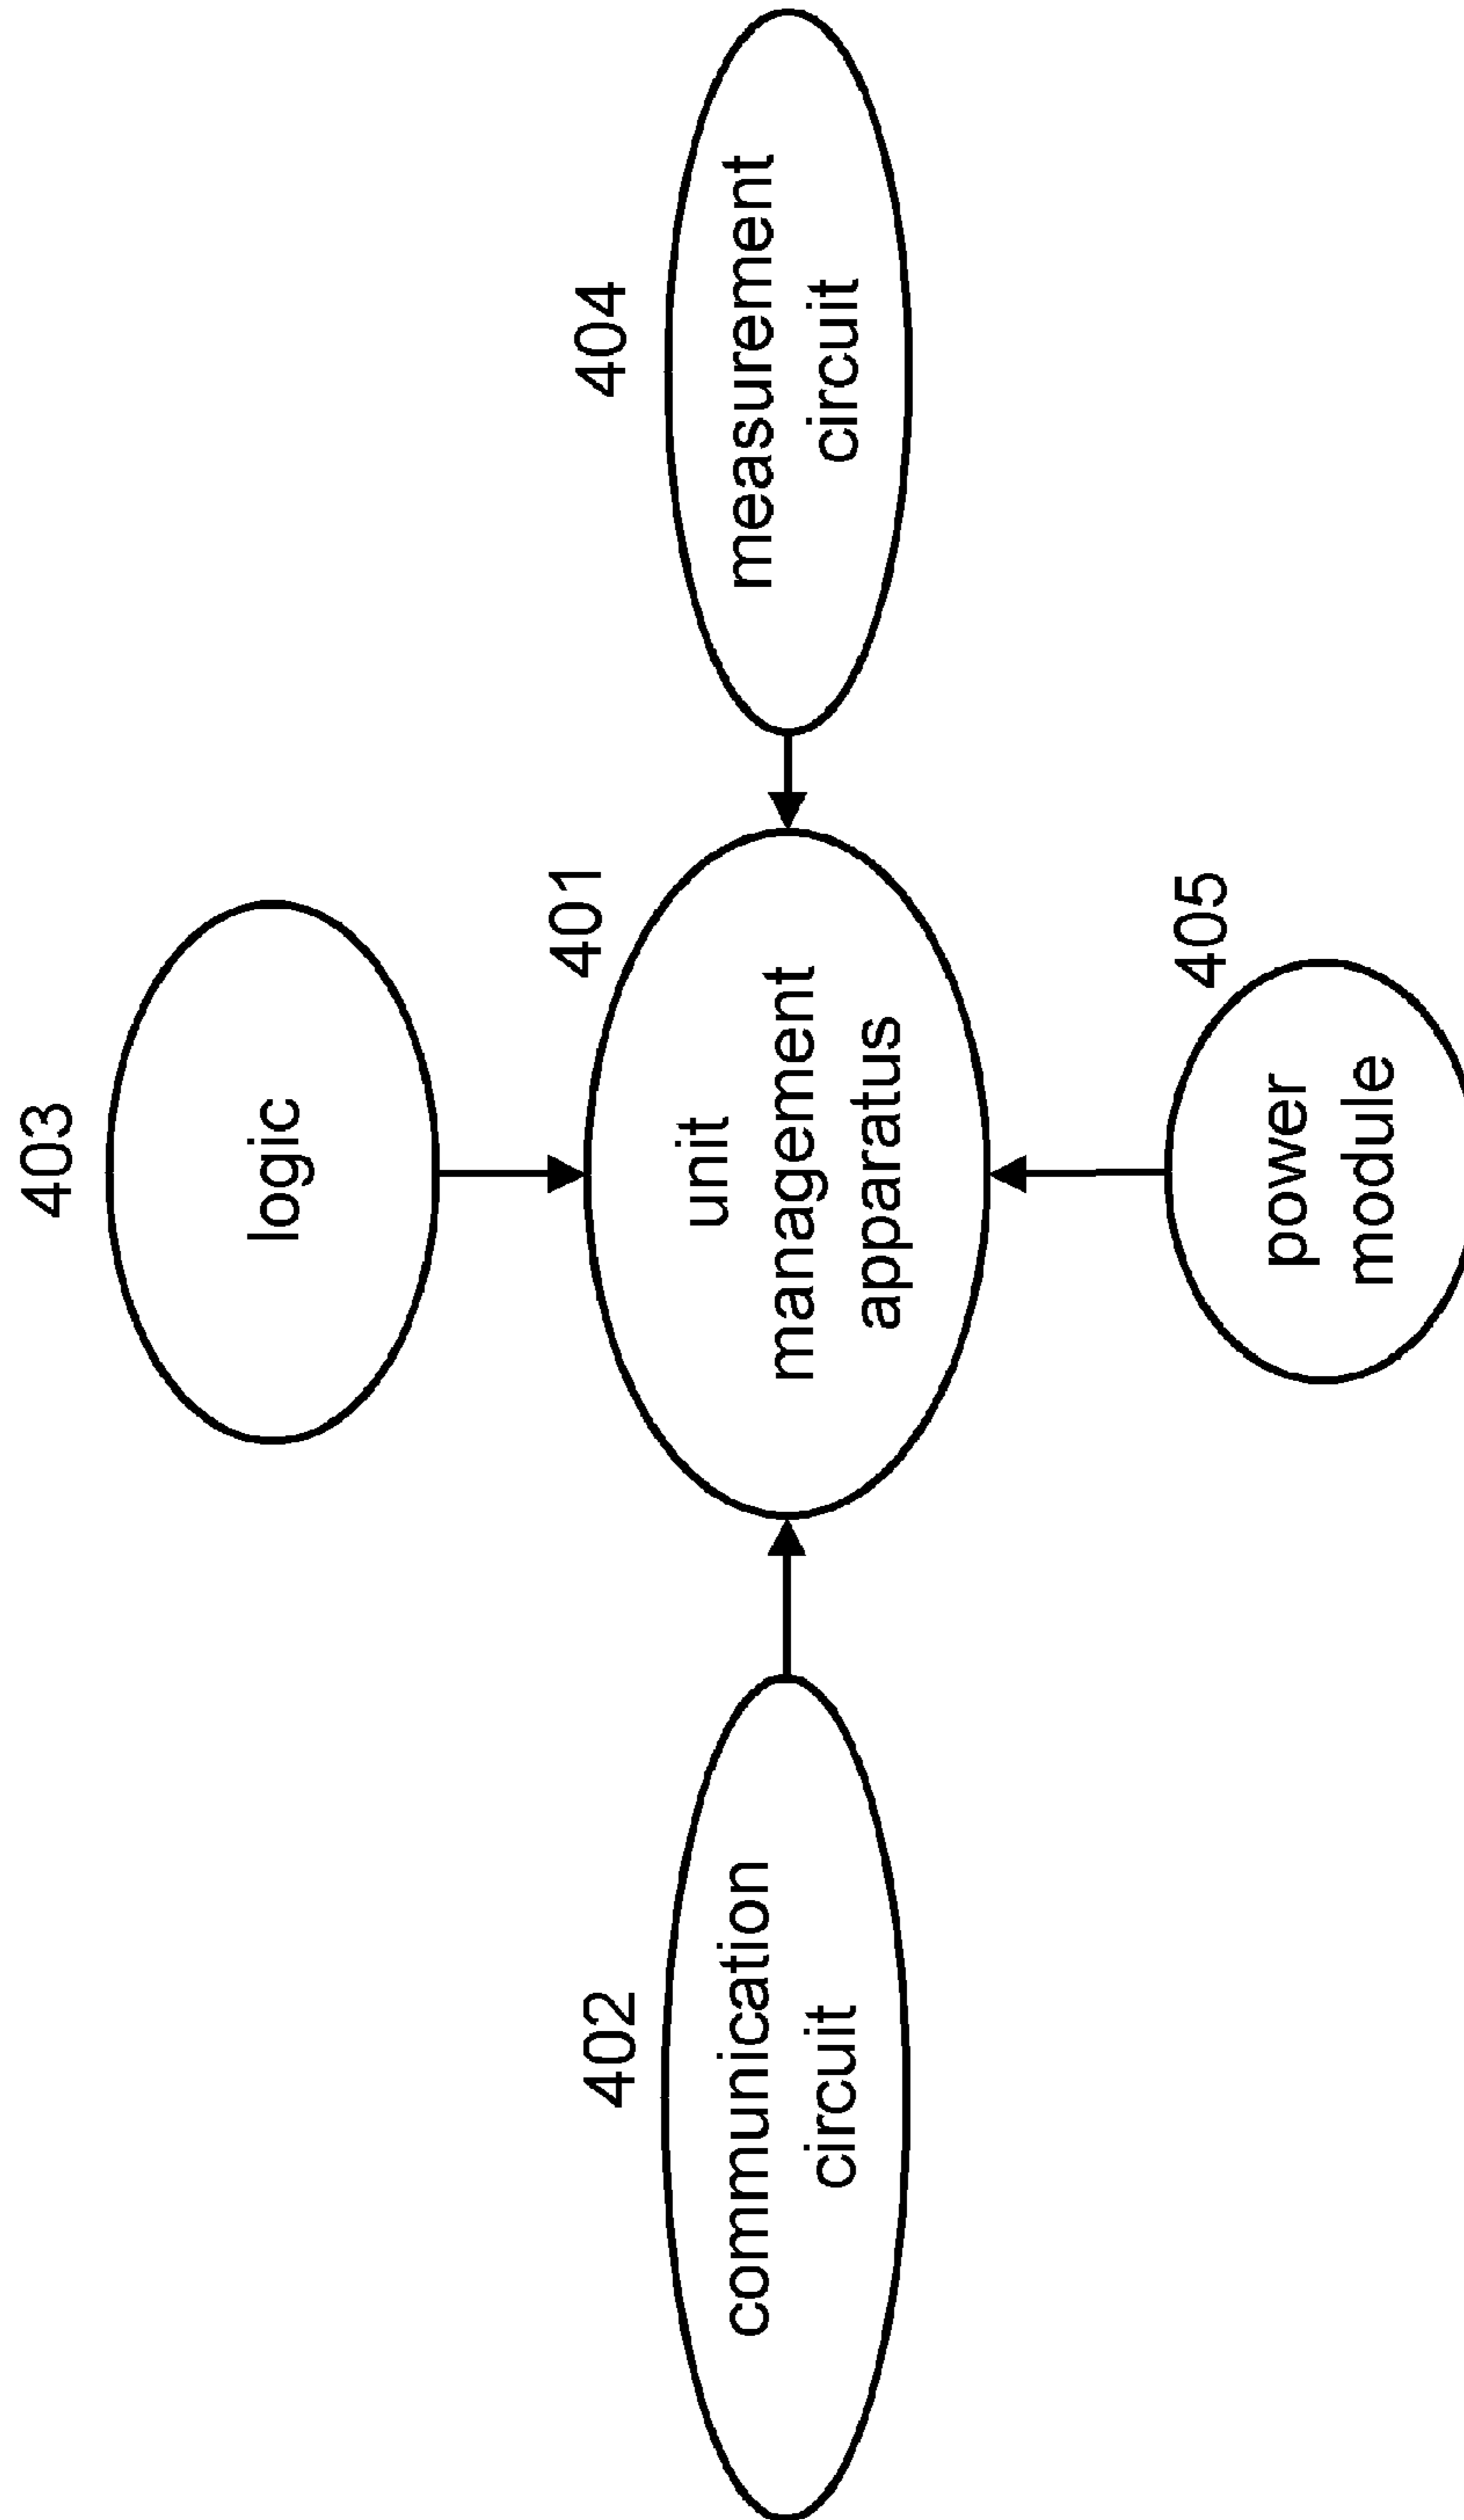 403
logic
401
unit
management
apparatus
402
communication
circuit
404
measurement
circuit
405
power
module